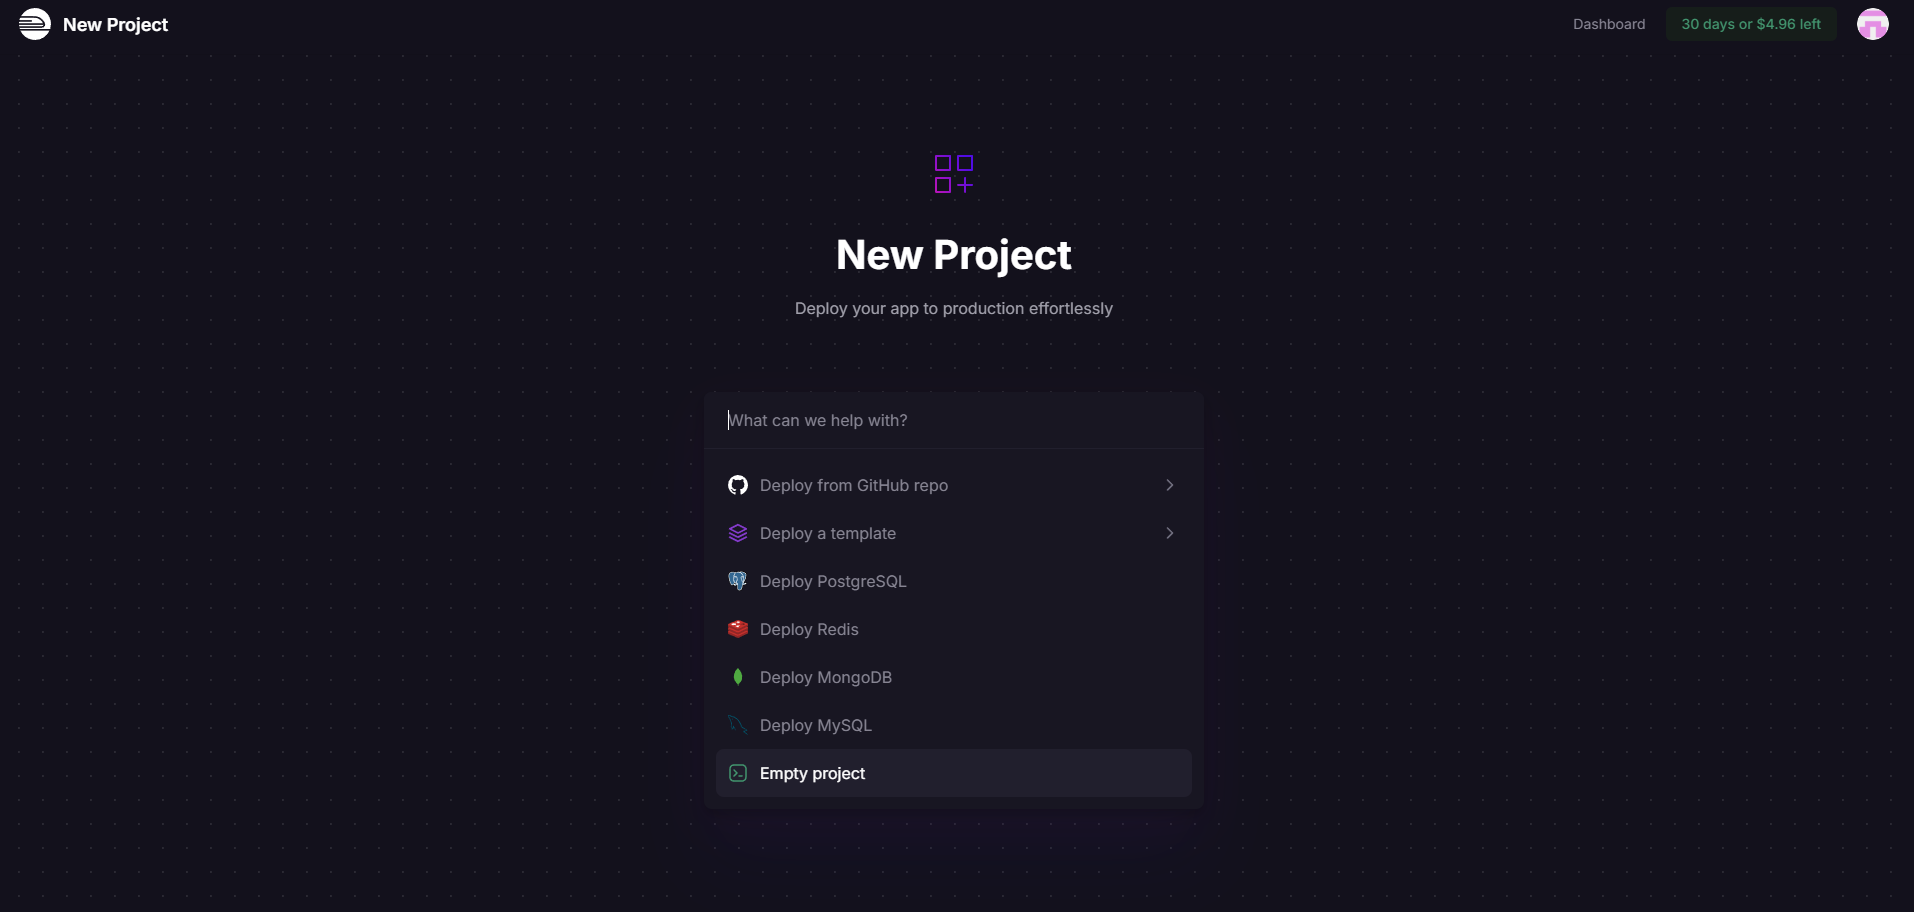 New Project
Dashboard
30 days or $4.96 left
New Project
Deploy your app to production effortlessly
What can we help with?
Deploy from GitHub repo
Deploy a template
Deploy PostgreSQL
Deploy Redis
Deploy MongoDB
Deploy MySQL
Empty project